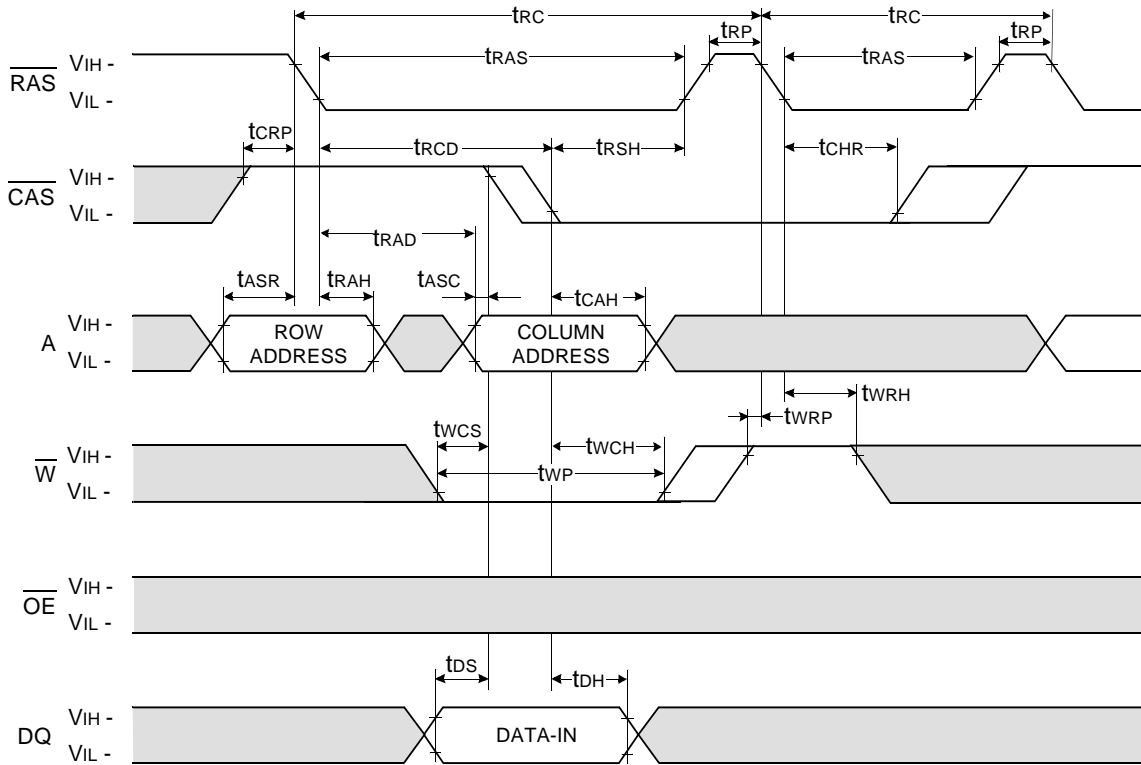 tRC tRC
tRP tRP
RAS VIH - tRAS tRAS
VIL -
tCRP tRCD tRSH tCHR
CAS VIH -
VIL -
tRAD
tASR tRAH tASC tCAH
A VIH - ROW ADDRESS COLUMN ADDRESS
VIL -
tWRH
tWRP
tWCS tWCH
W VIH - tWP
VIL -
OE VIH -
VIL -
tDS tDH
DQ VIH - DATA-IN
VIL -